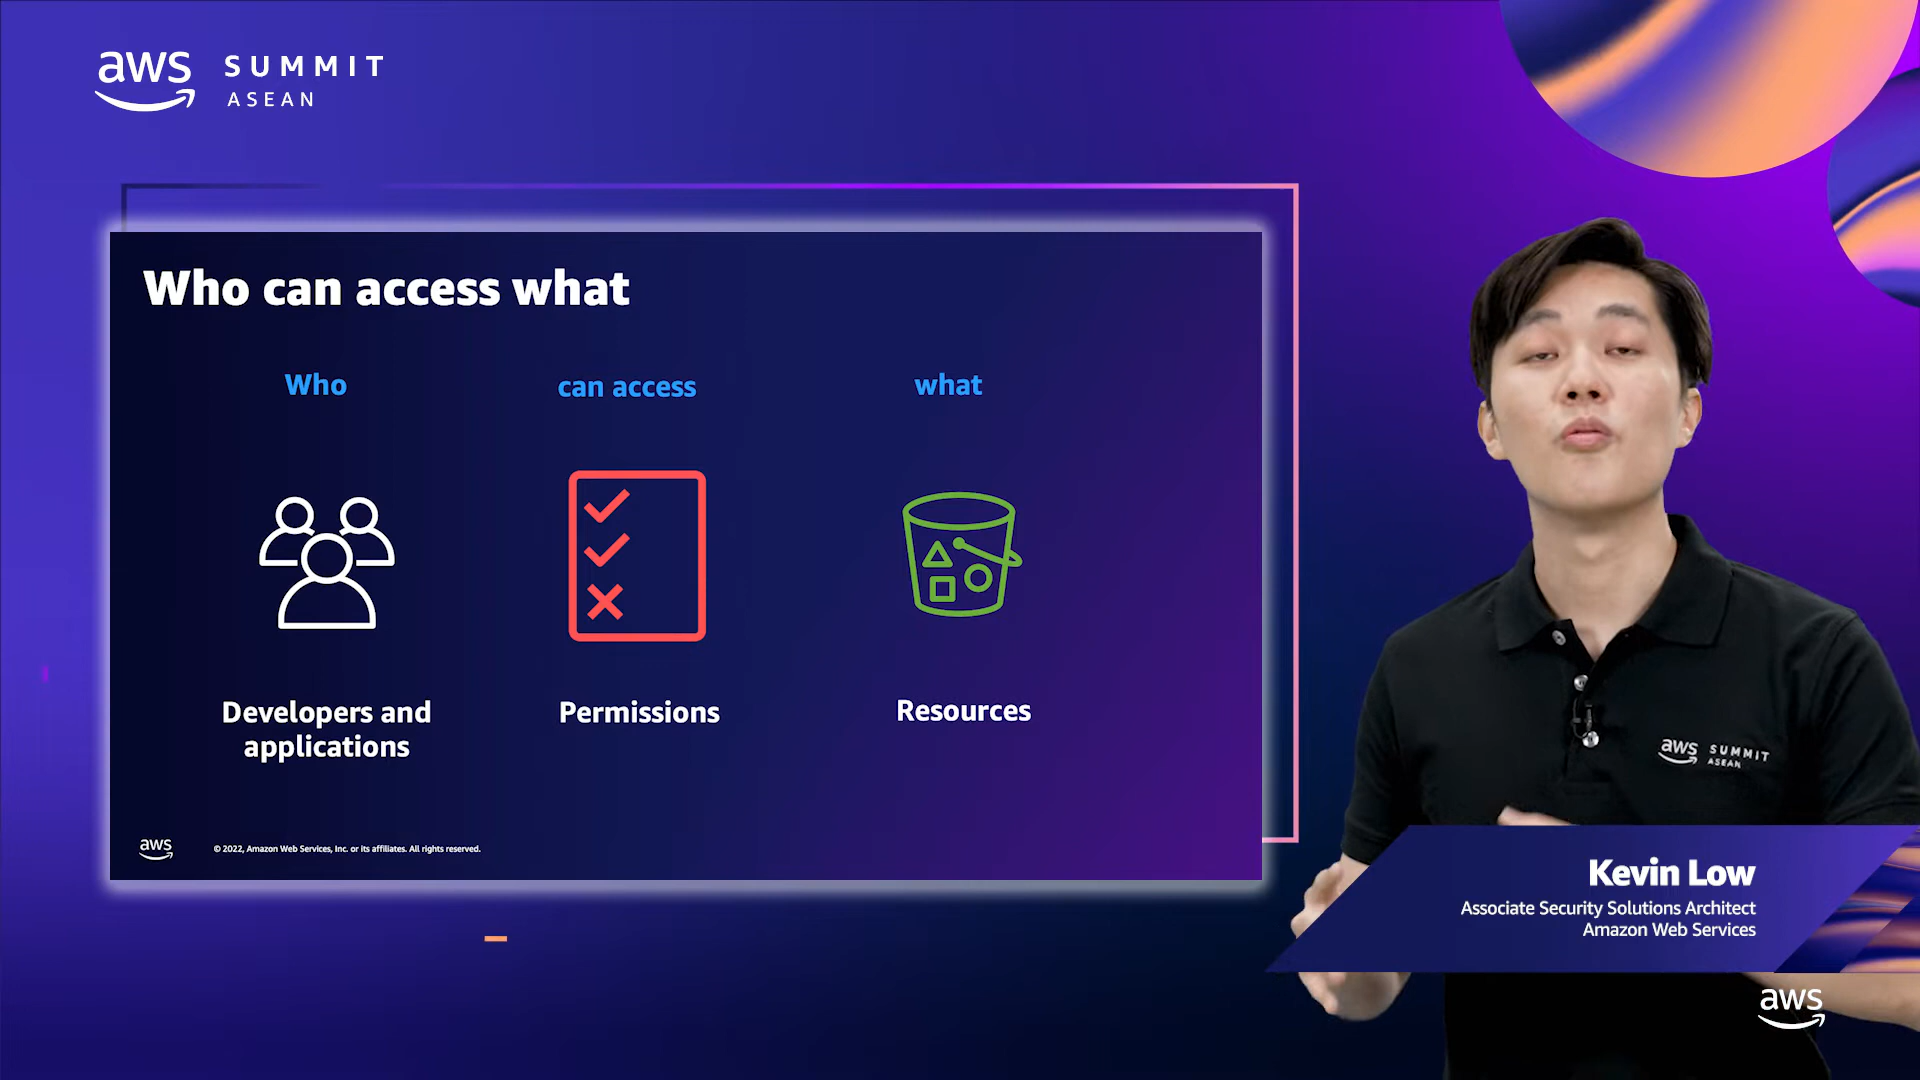 aws SUMMIT
ASEAN
Who can access what
Who can access what
Developers and
applications
Permissions
Resources
aws © 2022, Amazon Web Services, Inc. or its affiliates. All rights reserved.
aws SUMMIT
ASEAN
Kevin Low
Associate Security Solutions Architect
Amazon Web Services
aws